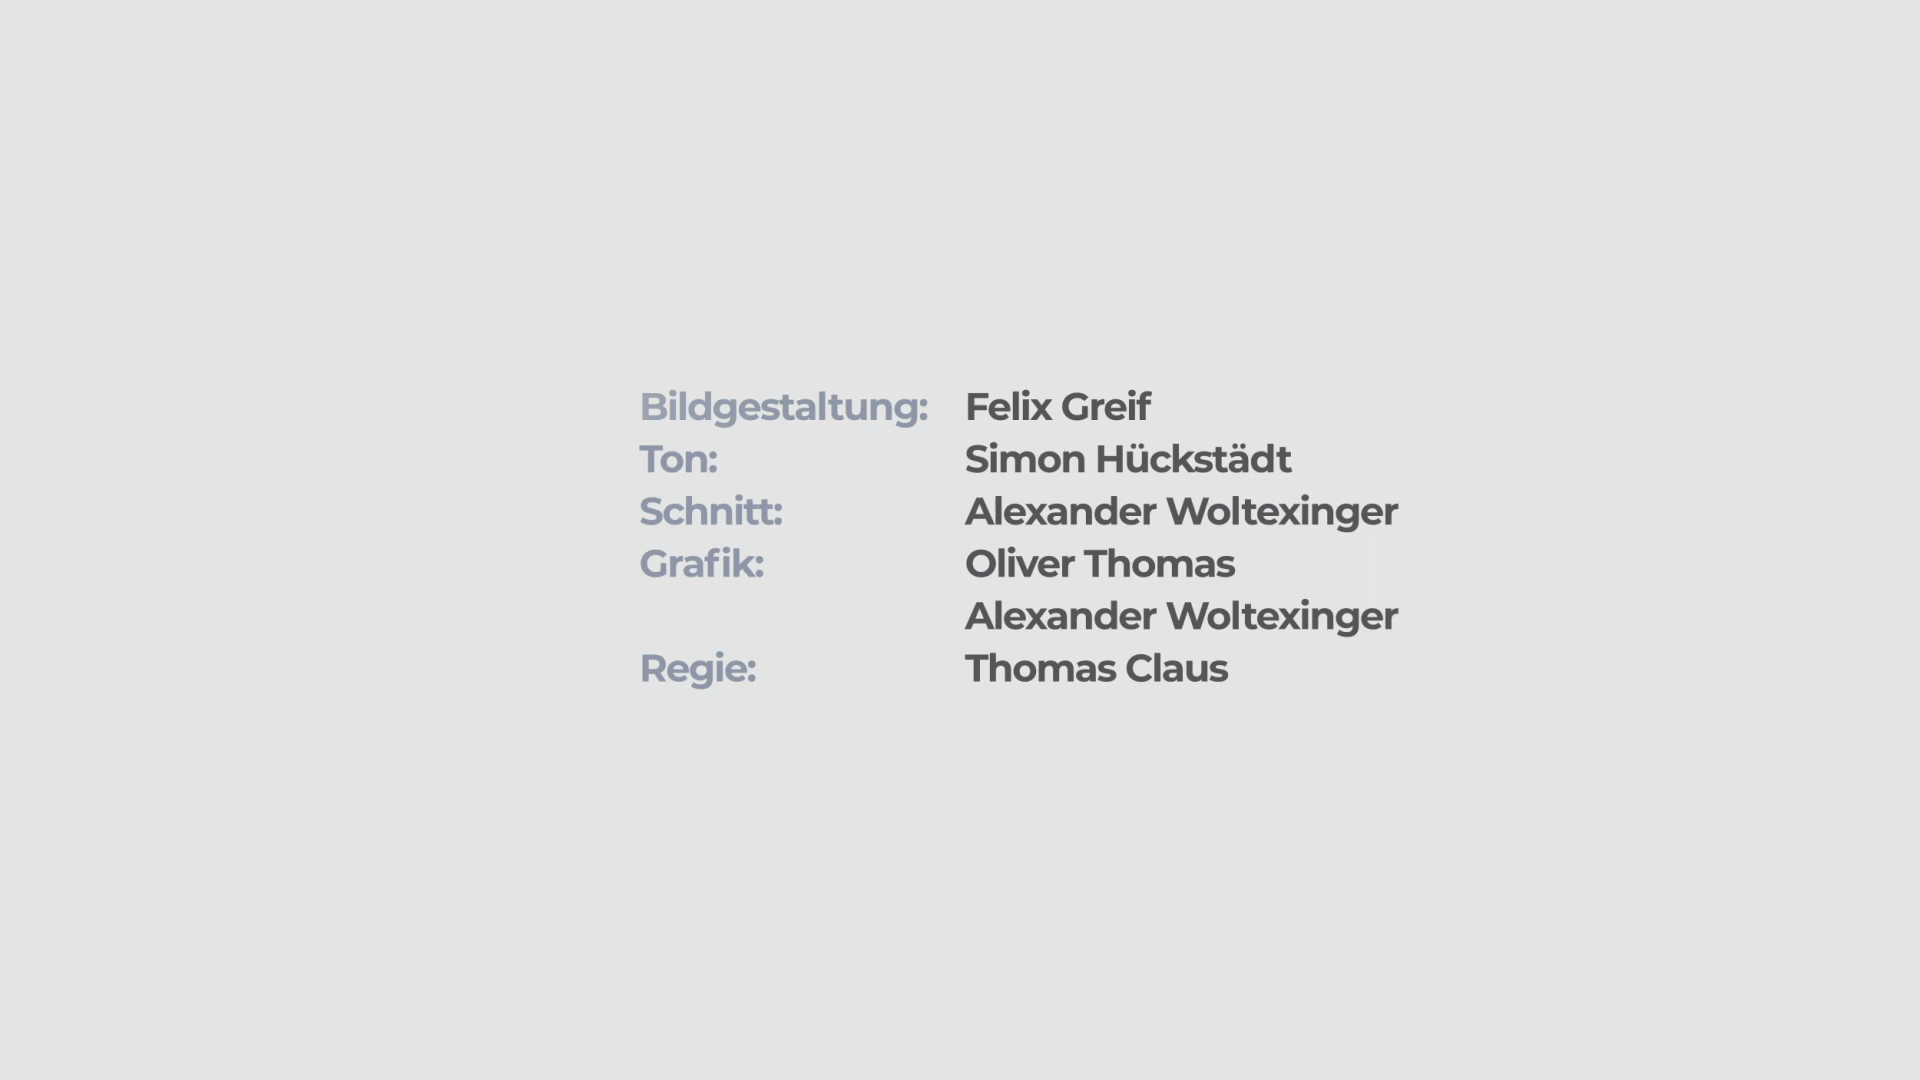 Bildgestaltung: Felix Greif
Ton: Simon Hückstädt
Schnitt: Alexander Woltexinger
Grafik: Oliver Thomas
Alexander Woltexinger
Regie: Thomas Claus